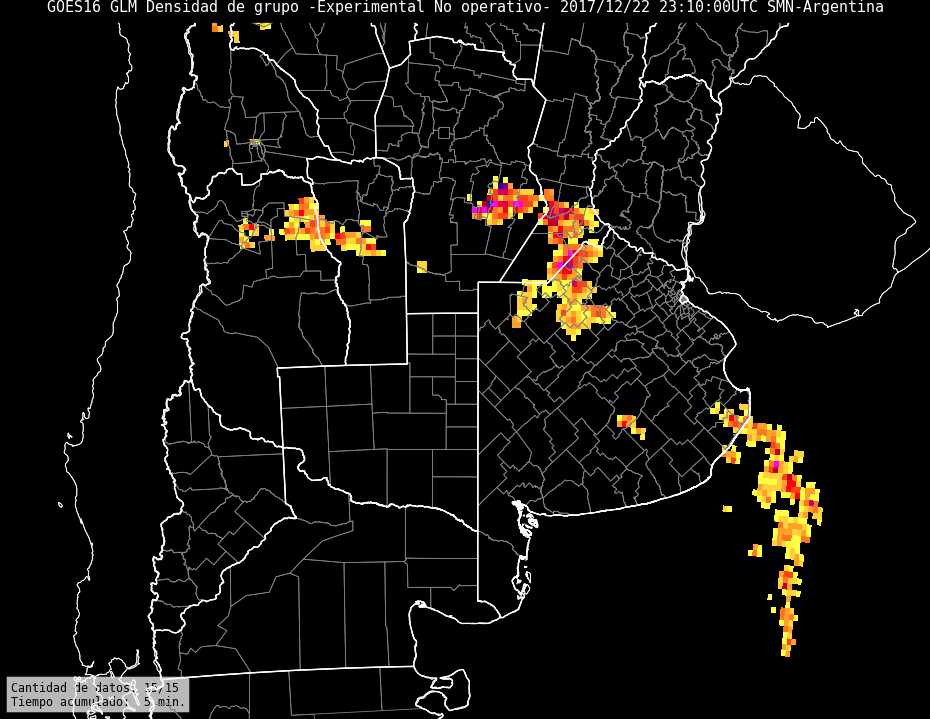 GOES16 GLM Densidad de grupo -Experimental No operativo- 2017/12/22 23:10:00UTC SMN-Argentina
Cantidad de datos: 15/15
Tiempo acumulado: 5 min.